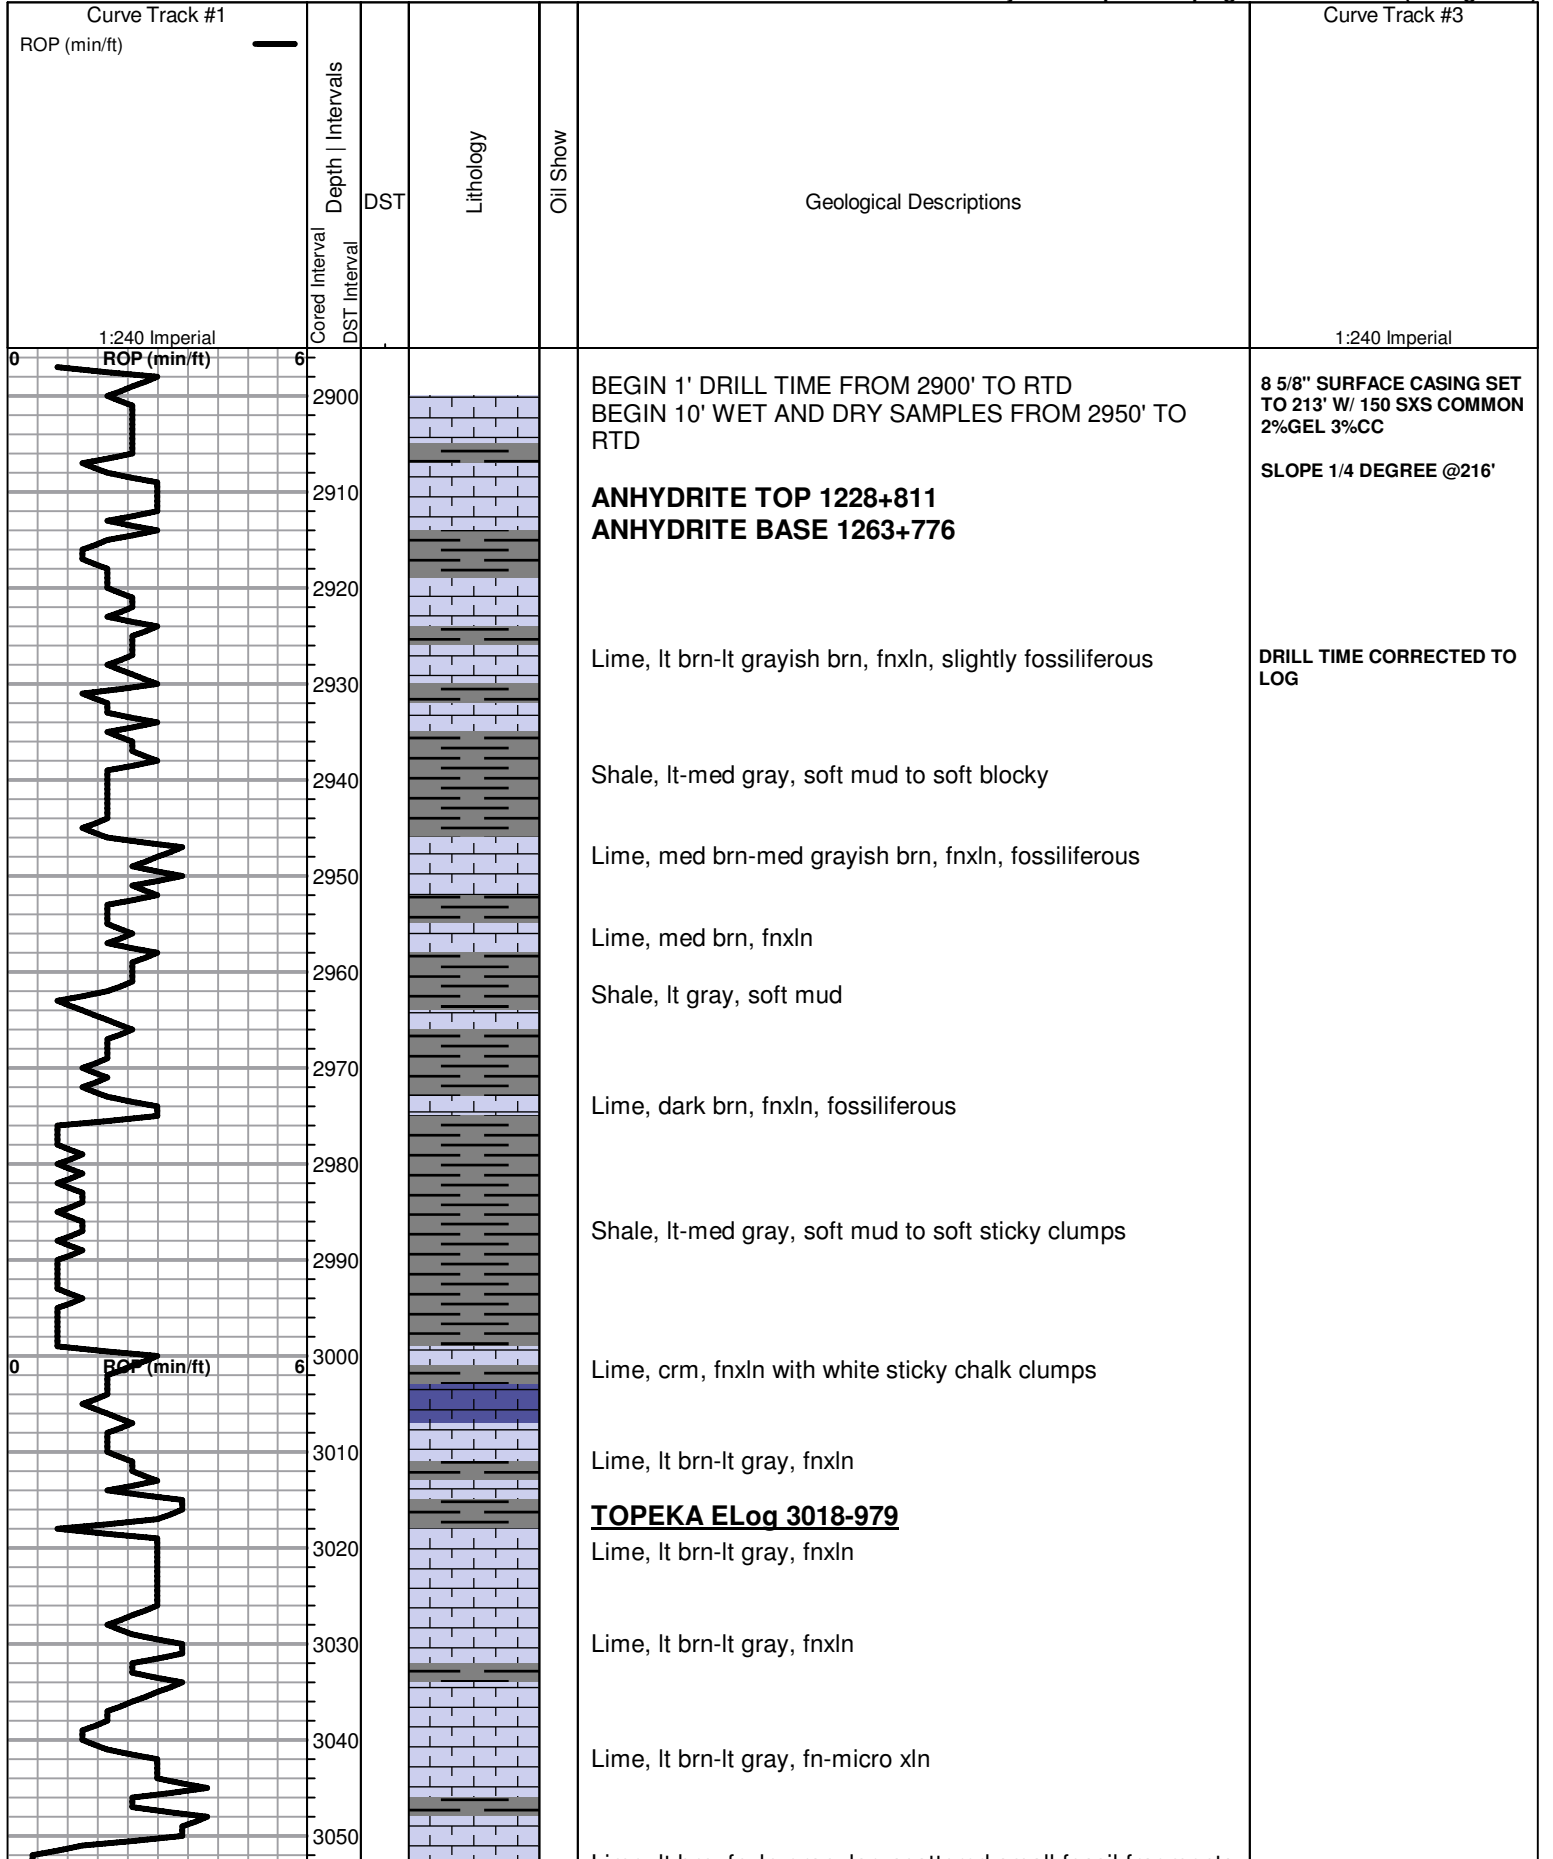 Curve Track #1
ROP (min/ft)
1:240 Imperial
Depth | Intervals
Cored Interval
DST Interval
DST
Lithology
Oil Show
Geological Descriptions
Curve Track #3
1:240 Imperial
0 ROP (min/ft) 6
2900
2910
2920
2930
2940
2950
2960
2970
2980
2990
0 ROP (min/ft) 6
3000
3010
3020
3030
3040
3050
BEGIN 1' DRILL TIME FROM 2900' TO RTD
BEGIN 10' WET AND DRY SAMPLES FROM 2950' TO
RTD
ANHYDRITE TOP 1228+811
ANHYDRITE BASE 1263+776
Lime, lt brn-lt grayish brn, fnxln, slightly fossiliferous
Shale, lt-med gray, soft mud to soft blocky
Lime, med brn-med grayish brn, fnxln, fossiliferous
Lime, med brn, fnxln
Shale, lt gray, soft mud
Lime, dark brn, fnxln, fossiliferous
Shale, lt-med gray, soft mud to soft sticky clumps
Lime, crm, fnxln with white sticky chalk clumps
Lime, lt brn-lt gray, fnxln
TOPEKA ELog 3018-979
Lime, lt brn-lt gray, fnxln
Lime, lt brn-lt gray, fnxln
Lime, lt brn-lt gray, fn-micro xln
8 5/8" SURFACE CASING SET
TO 213' W/ 150 SXS COMMON
2%GEL 3%CC
SLOPE 1/4 DEGREE @216'
DRILL TIME CORRECTED TO
LOG